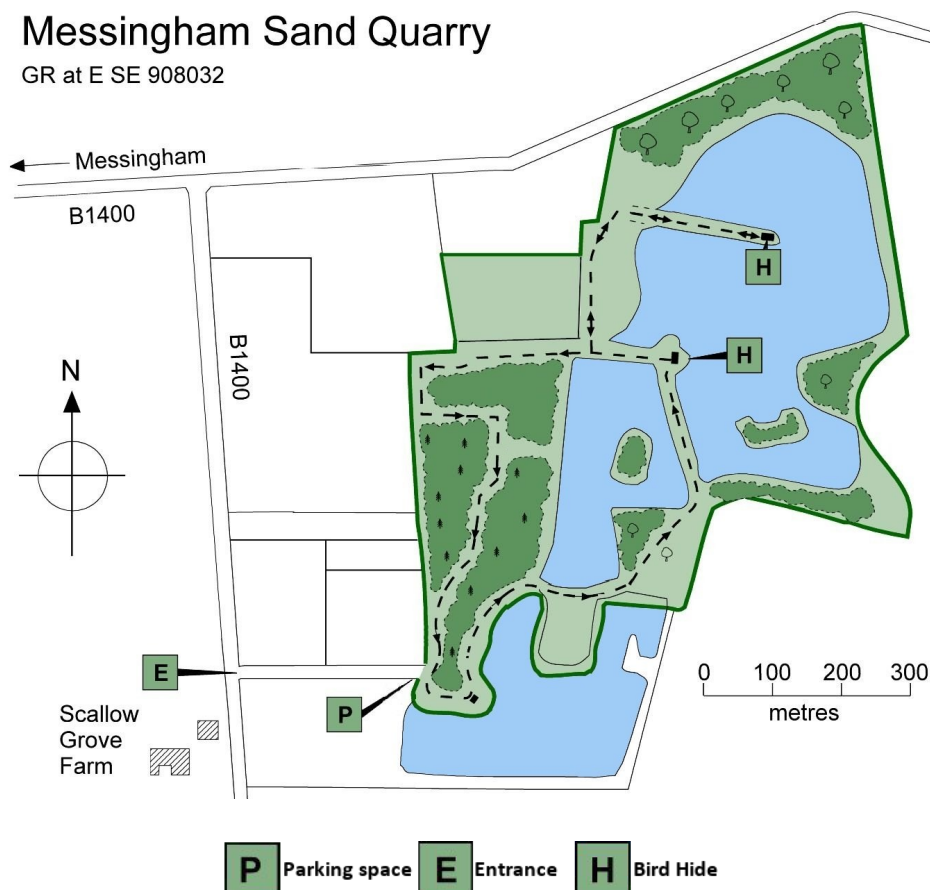 Messingham Sand Quarry
GR at E SE 908032
Messingham
B1400
B1400
N
H
H
E
P
Scallow
Grove
Farm
0 100 200 300
metres
P Parking space E Entrance H Bird Hide